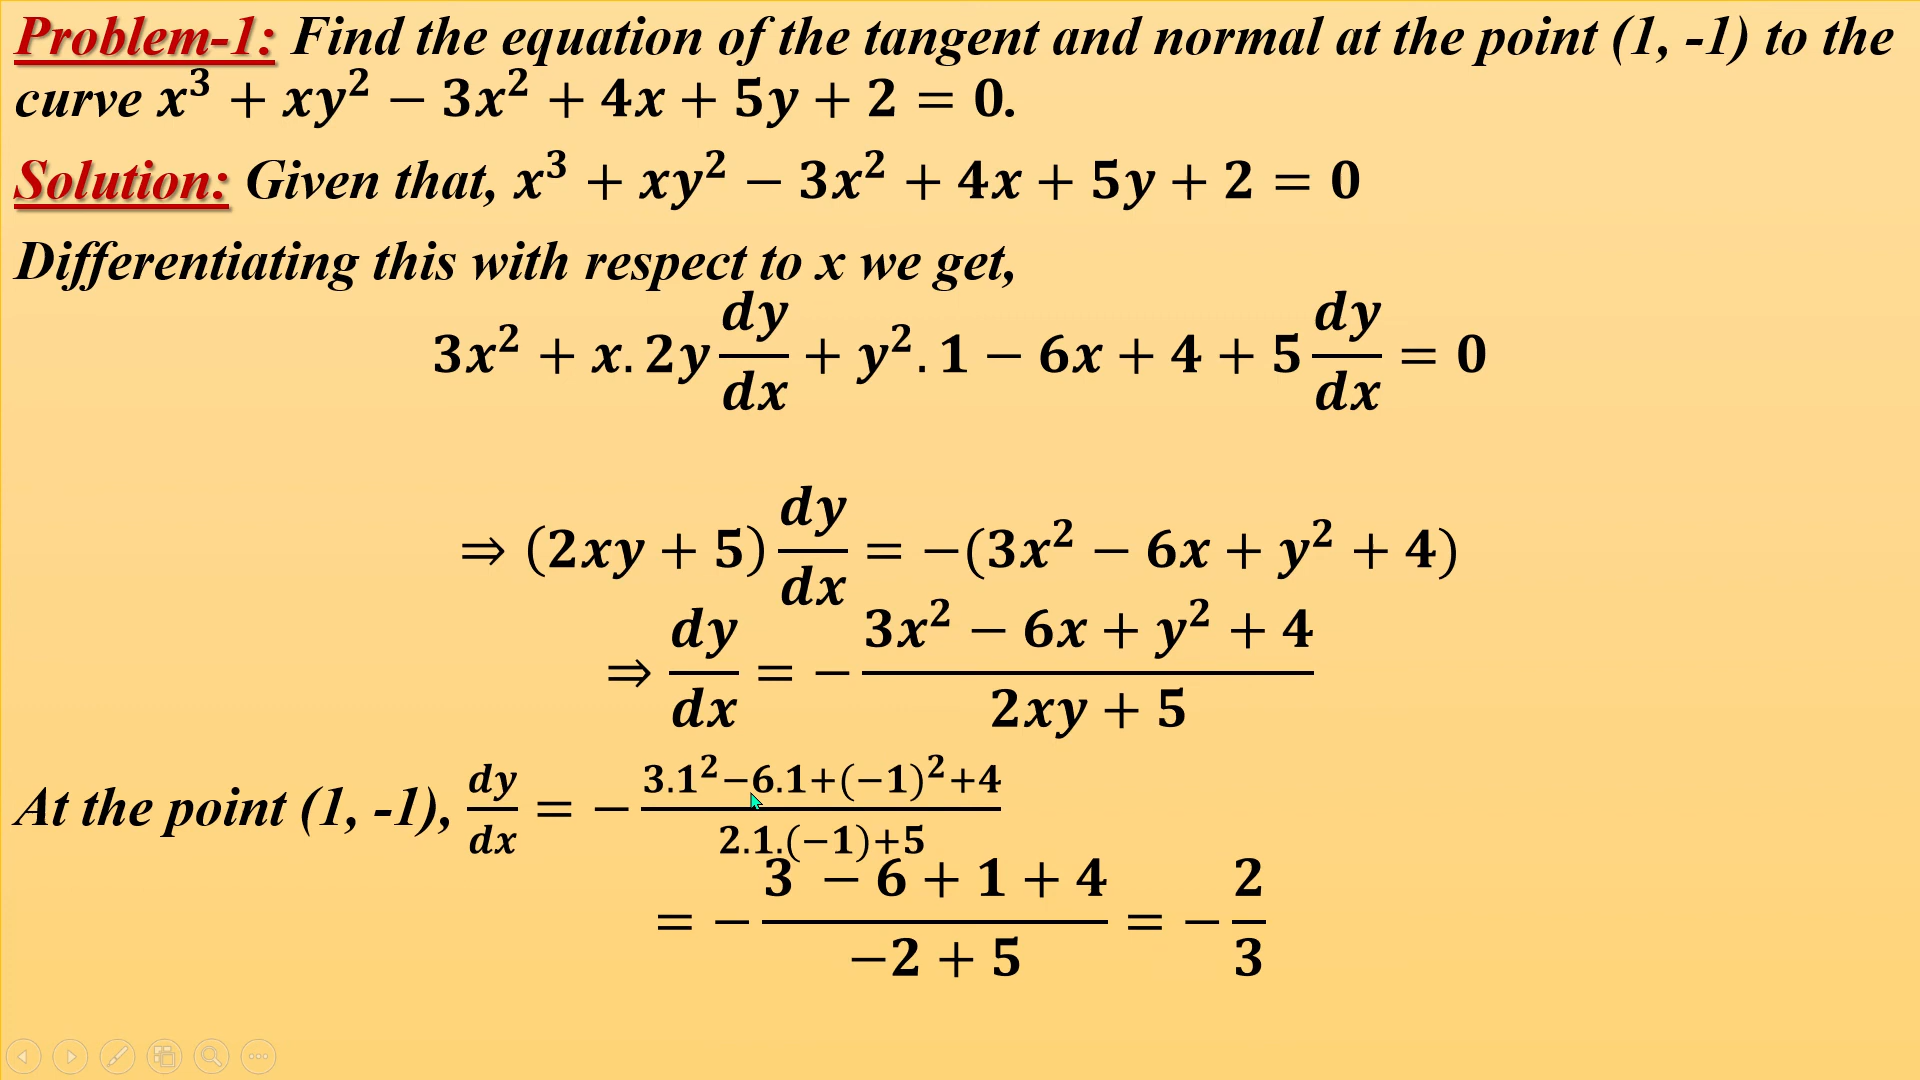 Problem-1: Find the equation of the tangent and normal at the point (1, -1) to the
curve x³ + xy² − 3x² + 4x + 5y + 2 = 0.
Solution: Given that, x³ + xy² − 3x² + 4x + 5y + 2 = 0
Differentiating this with respect to x we get,
3x² + x. 2y dy/dx + y². 1 − 6x + 4 + 5 dy/dx = 0
⇒ (2xy + 5) dy/dx = −(3x² − 6x + y² + 4)
⇒ dy/dx = − (3x² − 6x + y² + 4)/(2xy + 5)
At the point (1, -1), dy/dx = − (3.1²−6.1+(−1)²+4)/(2.1.(−1)+5)
= − (3 − 6 + 1 + 4)/(−2 + 5) = − 2/3